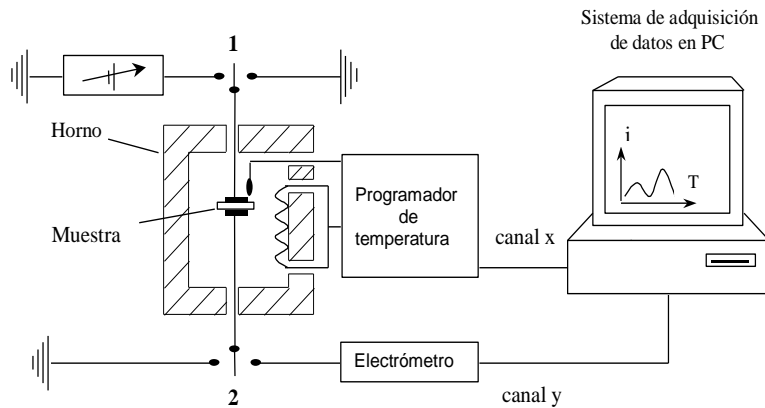 Sistema de adquisición
de datos en PC
1
Horno
i
T
Programador
de
temperatura
Muestra
canal x
Electrómetro
2
canal y